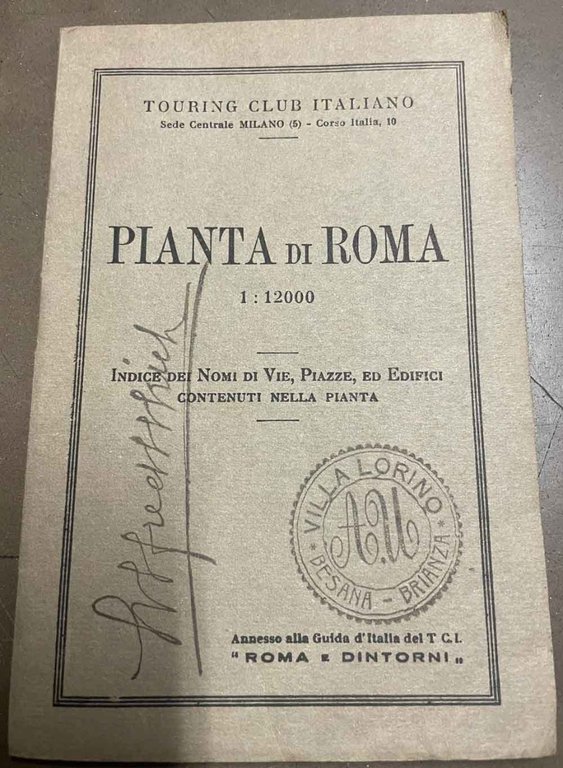 TOURING CLUB ITALIANO
Sede Centrale MILANO (5) - Corso Italia, 10
PIANTA DI ROMA
1 : 12000
INDICE DEI NOMI DI VIE, PIAZZE, ED EDIFICI
CONTENUTI NELLA PIANTA
VILLA LORINO
A.U
BESANA - BRIANZA
Annesso alla Guida d'Italia del T C. I.
"ROMA E DINTORNI"